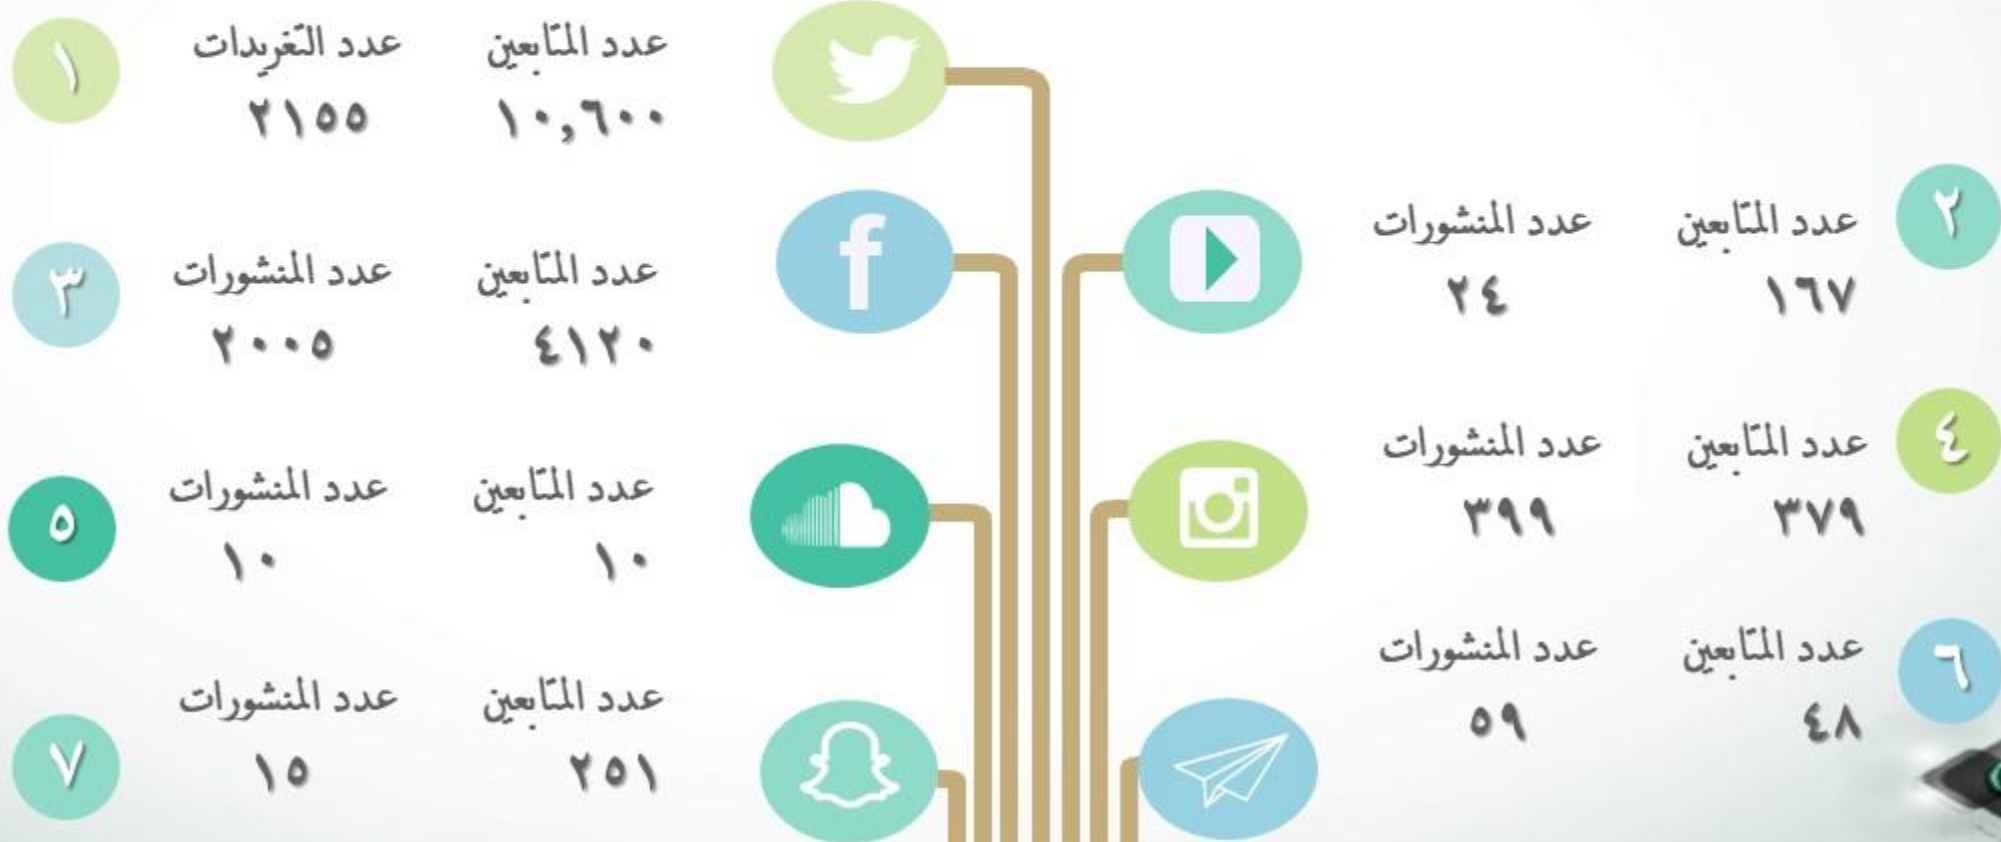 ١
عدد المتابعين عدد التغريدات
١٠,٦٠٠ ٢١٥٥
٢
عدد المتابعين عدد المنشورات
١٦٧ ٢٤
٣
عدد المتابعين عدد المنشورات
٤١٢٠ ٢٠٠٥
٤
عدد المتابعين عدد المنشورات
٣٧٩ ٣٩٩
٥
عدد المتابعين عدد المنشورات
١٠ ١٠
٦
عدد المتابعين عدد المنشورات
٤٨ ٥٩
٧
عدد المتابعين عدد المنشورات
٢٥١ ١٥